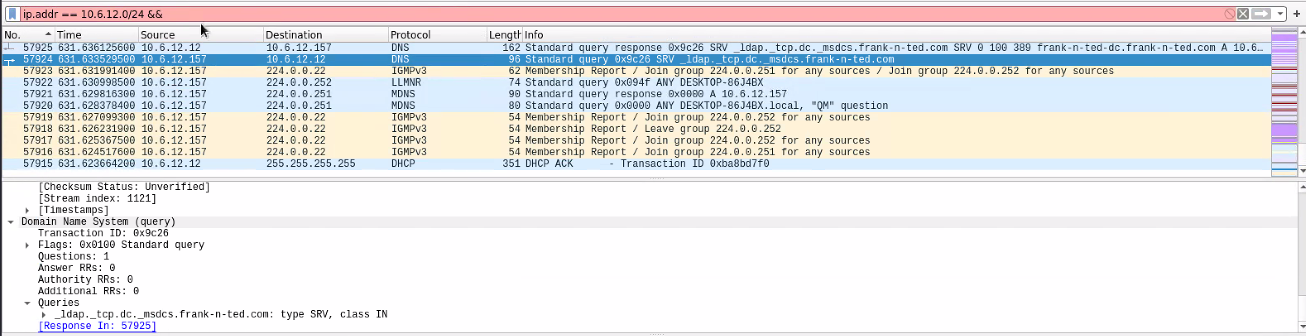 ip.addr == 10.6.12.0/24 &&
No. Time Source Destination Protocol Length Info
57925 631.636125600 10.6.12.12 10.6.12.157 DNS 162 Standard query response 0x9c26 SRV _ldap._tcp.dc._msdcs.frank-n-ted.com SRV 0 100 389 frank-n-ted-dc.frank-n-ted.com A 10.6…
57924 631.633529500 10.6.12.157 10.6.12.12 DNS 96 Standard query 0x9c26 SRV _ldap._tcp.dc._msdcs.frank-n-ted.com
57923 631.631991400 10.6.12.157 224.0.0.22 IGMPv3 62 Membership Report / Join group 224.0.0.251 for any sources / Join group 224.0.0.252 for any sources
57922 631.630998500 10.6.12.157 224.0.0.252 LLMNR 74 Standard query 0x094f ANY DESKTOP-86J4BX
57921 631.629816300 10.6.12.157 224.0.0.251 MDNS 90 Standard query response 0x0000 A 10.6.12.157
57920 631.628378400 10.6.12.157 224.0.0.251 MDNS 80 Standard query 0x0000 ANY DESKTOP-86J4BX.local, "QM" question
57919 631.627099300 10.6.12.157 224.0.0.22 IGMPv3 54 Membership Report / Join group 224.0.0.252 for any sources
57918 631.626231900 10.6.12.157 224.0.0.22 IGMPv3 54 Membership Report / Leave group 224.0.0.252
57917 631.625367500 10.6.12.157 224.0.0.22 IGMPv3 54 Membership Report / Join group 224.0.0.252 for any sources
57916 631.624517600 10.6.12.157 224.0.0.22 IGMPv3 54 Membership Report / Join group 224.0.0.251 for any sources
57915 631.623664200 10.6.12.12 255.255.255.255 DHCP 351 DHCP ACK - Transaction ID 0xba8bd7f0
[Checksum Status: Unverified]
[Stream index: 1121]
[Timestamps]
Domain Name System (query)
Transaction ID: 0x9c26
Flags: 0x0100 Standard query
Questions: 1
Answer RRs: 0
Authority RRs: 0
Additional RRs: 0
Queries
_ldap._tcp.dc._msdcs.frank-n-ted.com: type SRV, class IN
[Response In: 57925]